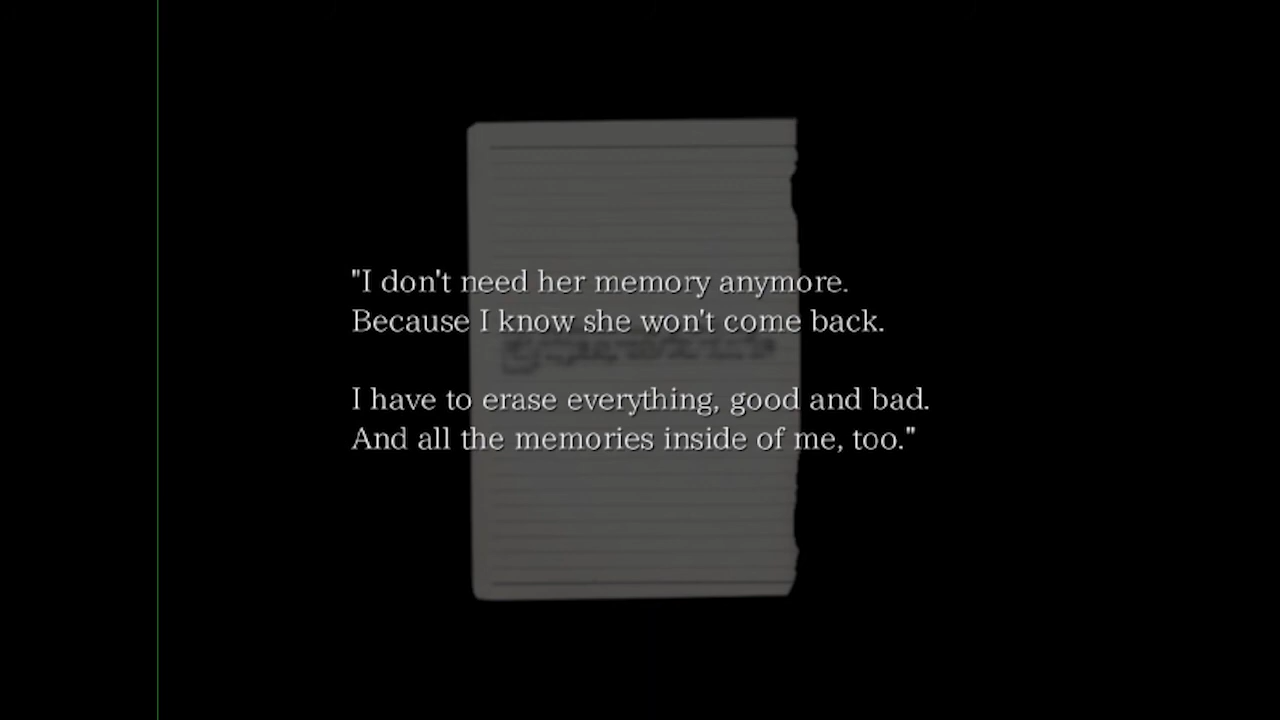 "I don't need her memory anymore.
Because I know she won't come back.
I have to erase everything, good and bad.
And all the memories inside of me, too."